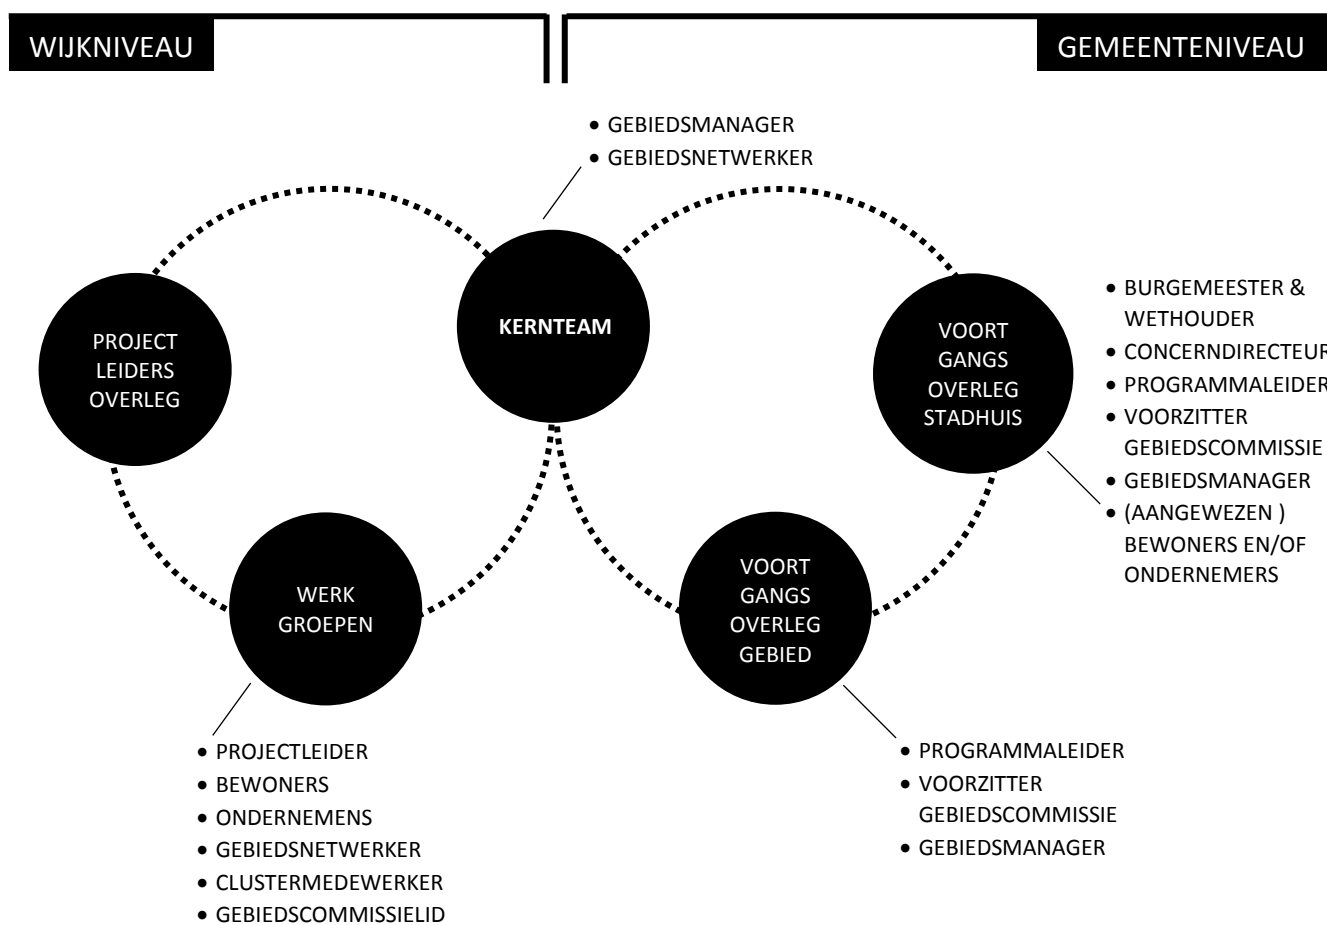 WIJKNIVEAU
GEMEENTENIVEAU
• GEBIEDSMANAGER
• GEBIEDSNETWERKER
KERNTEAM
PROJECT
LEIDERS
OVERLEG
VOORT
GANGS
OVERLEG
STADHUIS
• BURGEMEESTER &
WETHOUDER
• CONCERNDIRECTEUR
• PROGRAMMALEIDER
• VOORZITTER
GEBIEDSCOMMISSIE
• GEBIEDSMANAGER
• (AANGEWEZEN )
BEWONERS EN/OF
ONDERNEMERS
WERK
GROEPEN
VOORT
GANGS
OVERLEG
GEBIED
• PROJECTLEIDER
• BEWONERS
• ONDERNEMENS
• GEBIEDSNETWERKER
• CLUSTERMEDEWERKER
• GEBIEDSCOMMISSIELID
• PROGRAMMALEIDER
• VOORZITTER
GEBIEDSCOMMISSIE
• GEBIEDSMANAGER